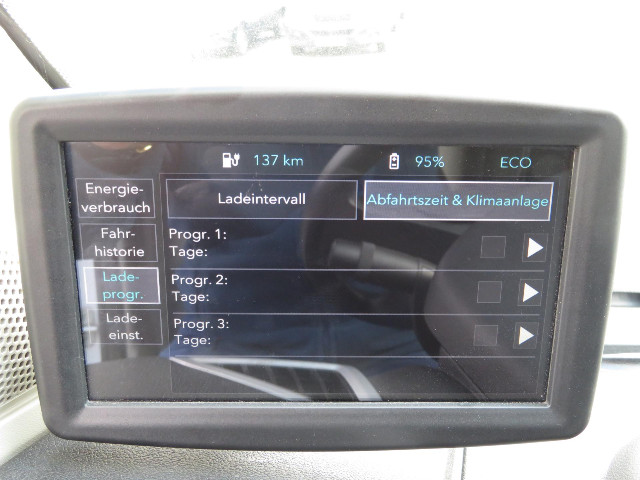 137 km 95% ECO
Energie-
verbrauch
Ladeintervall Abfahrtszeit & Klimaanlage
Fahr-
historie
Progr. 1:
Tage:
Lade-
progr.
Progr. 2:
Tage:
Lade-
einst.
Progr. 3:
Tage: